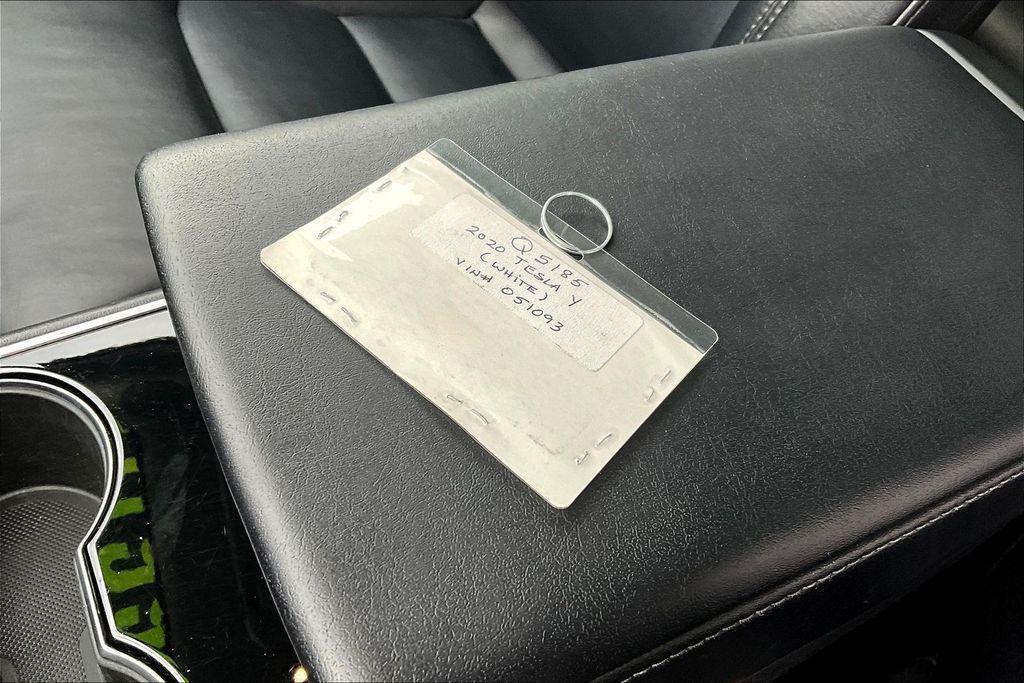 Q5185
2020 TESLA Y
(WHITE)
VIN# 051093